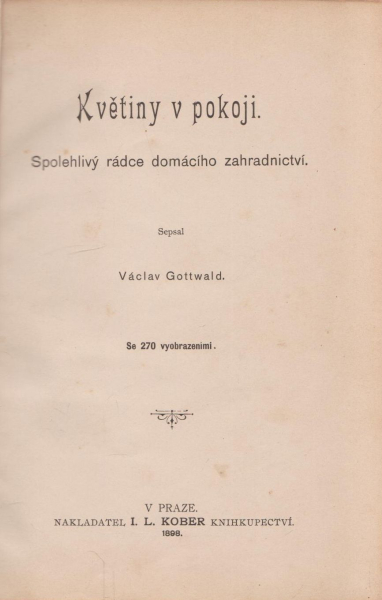 Květiny v pokoji.
Spolehlivý rádce domácího zahradnictví.
Sepsal
Václav Gottwald.
Se 270 vyobrazeními.
V PRAZE.
NAKLADATEL I. L. KOBER KNIHKUPECTVÍ.
1898.